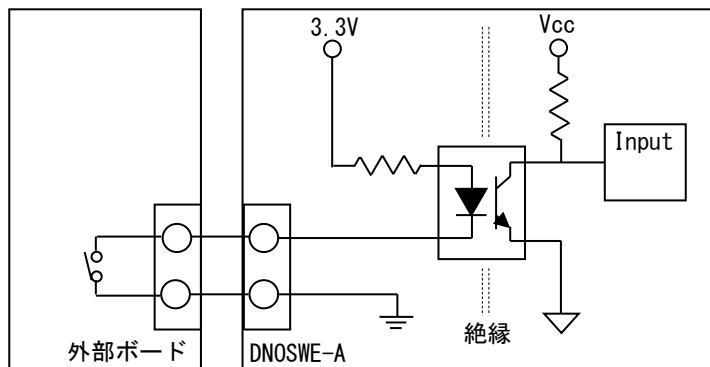 3.3V
Vcc
Input
絶縁
外部ボード
DNOSWE-A